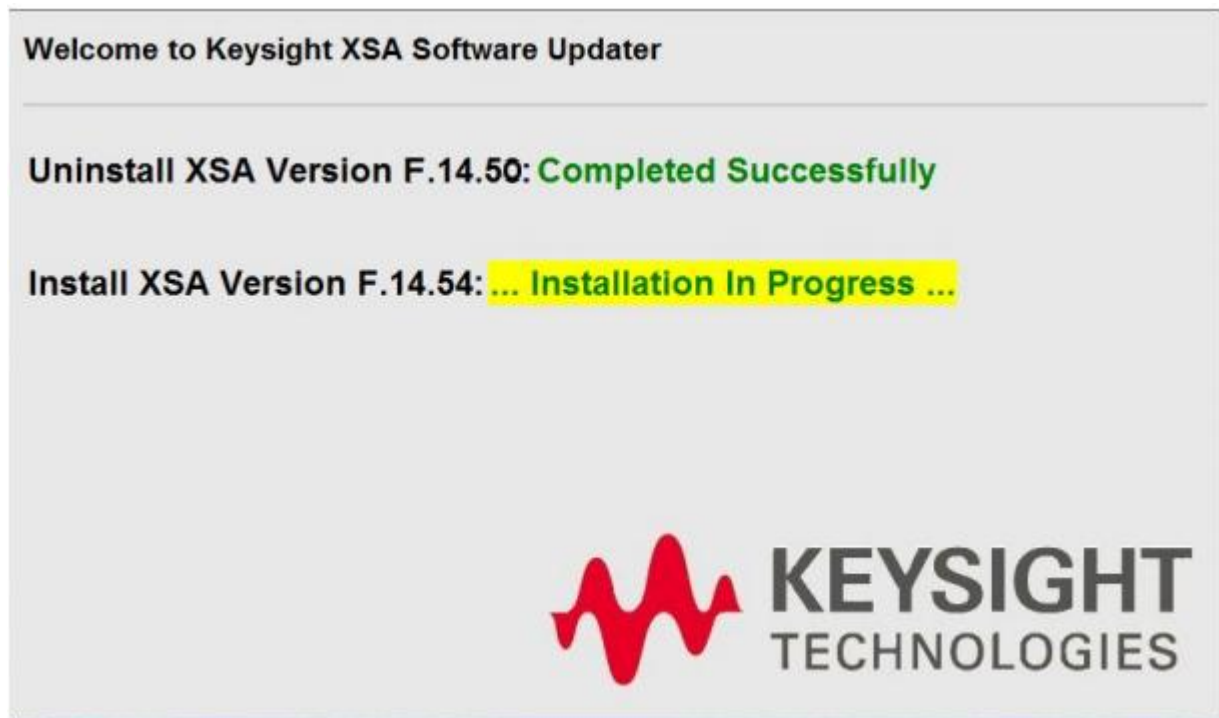 Welcome to Keysight XSA Software Updater
Uninstall XSA Version F.14.50: Completed Successfully
Install XSA Version F.14.54: ... Installation In Progress ...
KEYSIGHT
TECHNOLOGIES